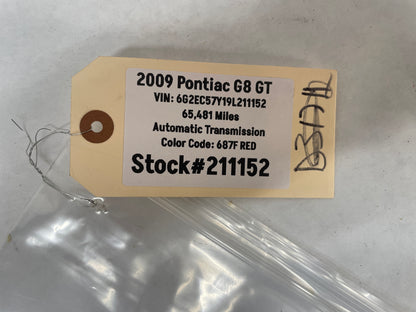 2009 Pontiac G8 GT
VIN: 6G2EC57Y19L211152
65,481 Miles
Automatic Transmission
Color Code: 687F RED
Stock#211152